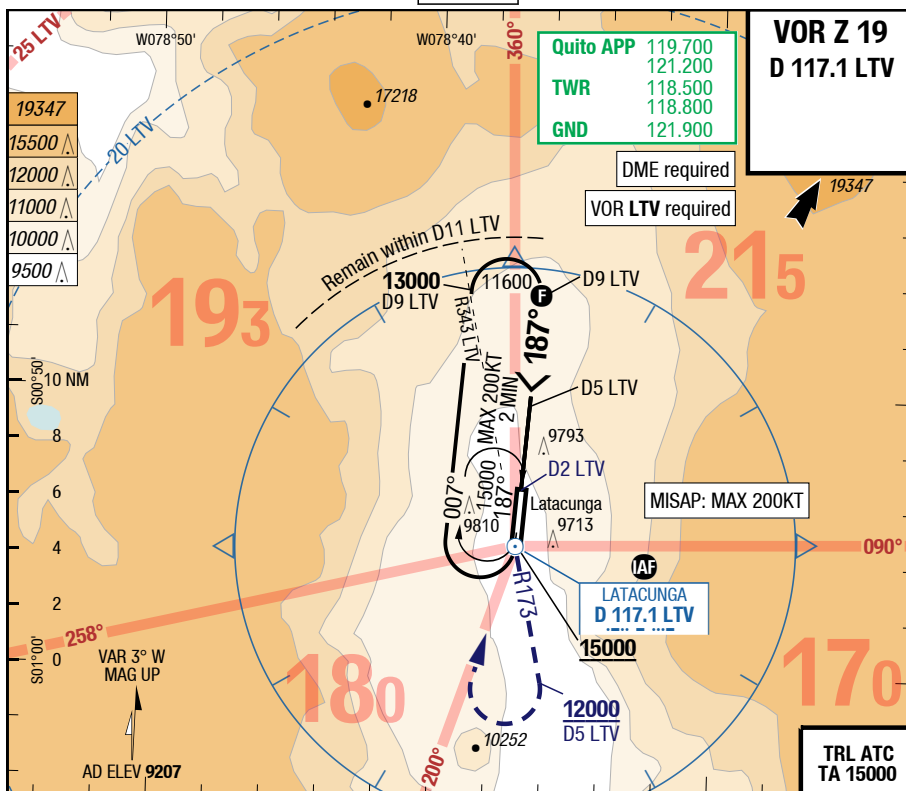 25 LTV
W078°50'
W078°40'
360°
VOR Z 19
D 117.1 LTV
Quito APP 119.700
121.200
TWR 118.500
118.800
GND 121.900
17218
19347
15500
12000
11000
10000
9500
20 LTV
DME required
VOR LTV required
19347
Remain within D11 LTV
215
193
13000
D9 LTV
11600
F
D9 LTV
R343 LTV
187°
S00°50'
10 NM
8
6
4
2
0
S01°00'
MAX 200KT
2 MIN
D5 LTV
9793
D2 LTV
007°
15000
187°
9810
Latacunga
9713
MISAP: MAX 200KT
090°
IAF
LATACUNGA
D 117.1 LTV
R173
15000
258°
VAR 3° W
MAG UP
180
170
12000
D5 LTV
10252
200°
AD ELEV 9207
TRL ATC
TA 15000